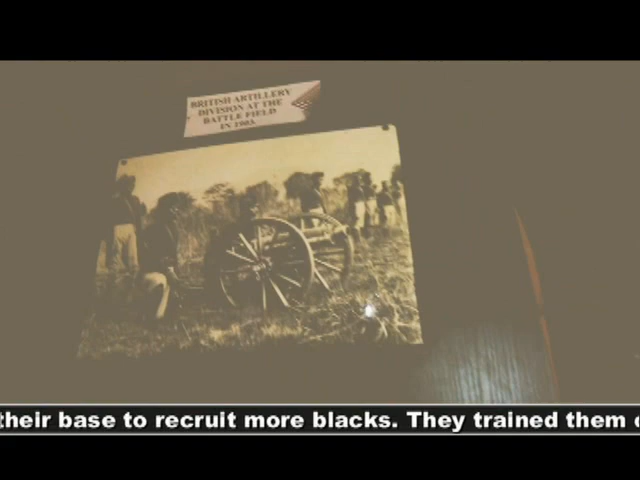 BRITISH ARTILLERY
DIVISION AT THE
BATTLE FIELD
IN 1903.
their base to recruit more blacks. They trained them